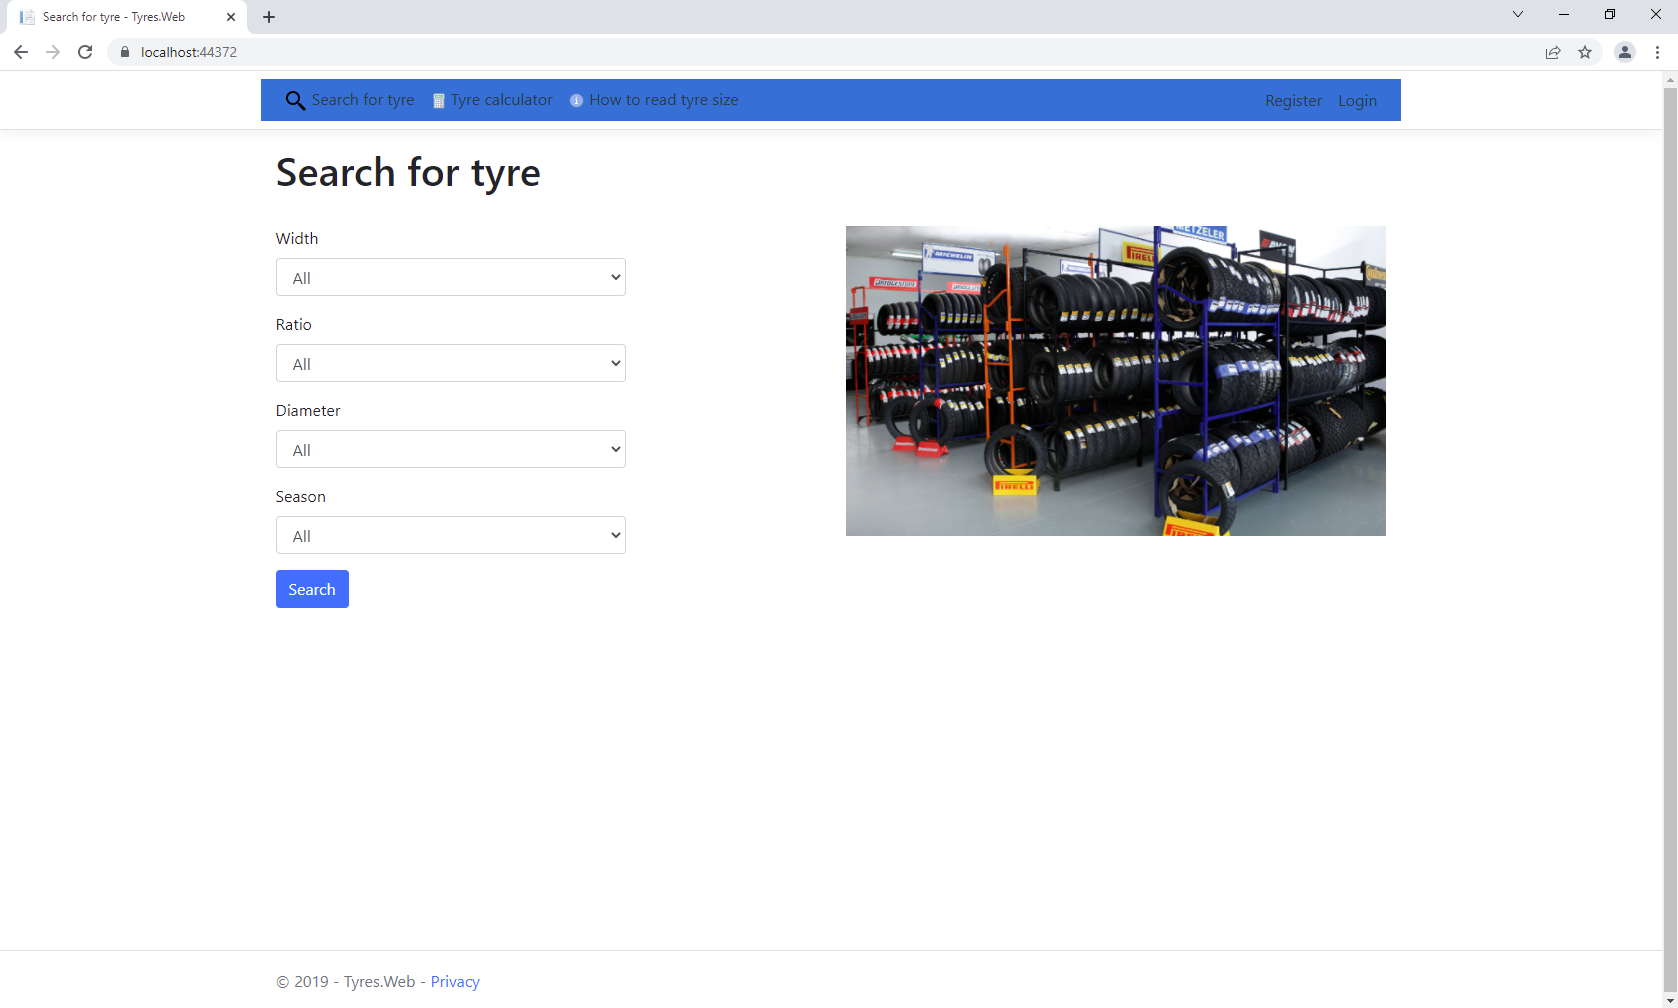 Search for tyre - Tyres.Web
localhost:44372
Search for tyre Tyre calculator How to read tyre size Register Login
Search for tyre
Width
All
Ratio
All
Diameter
All
Season
All
Search
METZELER
MICHELIN
BRIDGESTONE
PIRELLI
© 2019 - Tyres.Web - Privacy